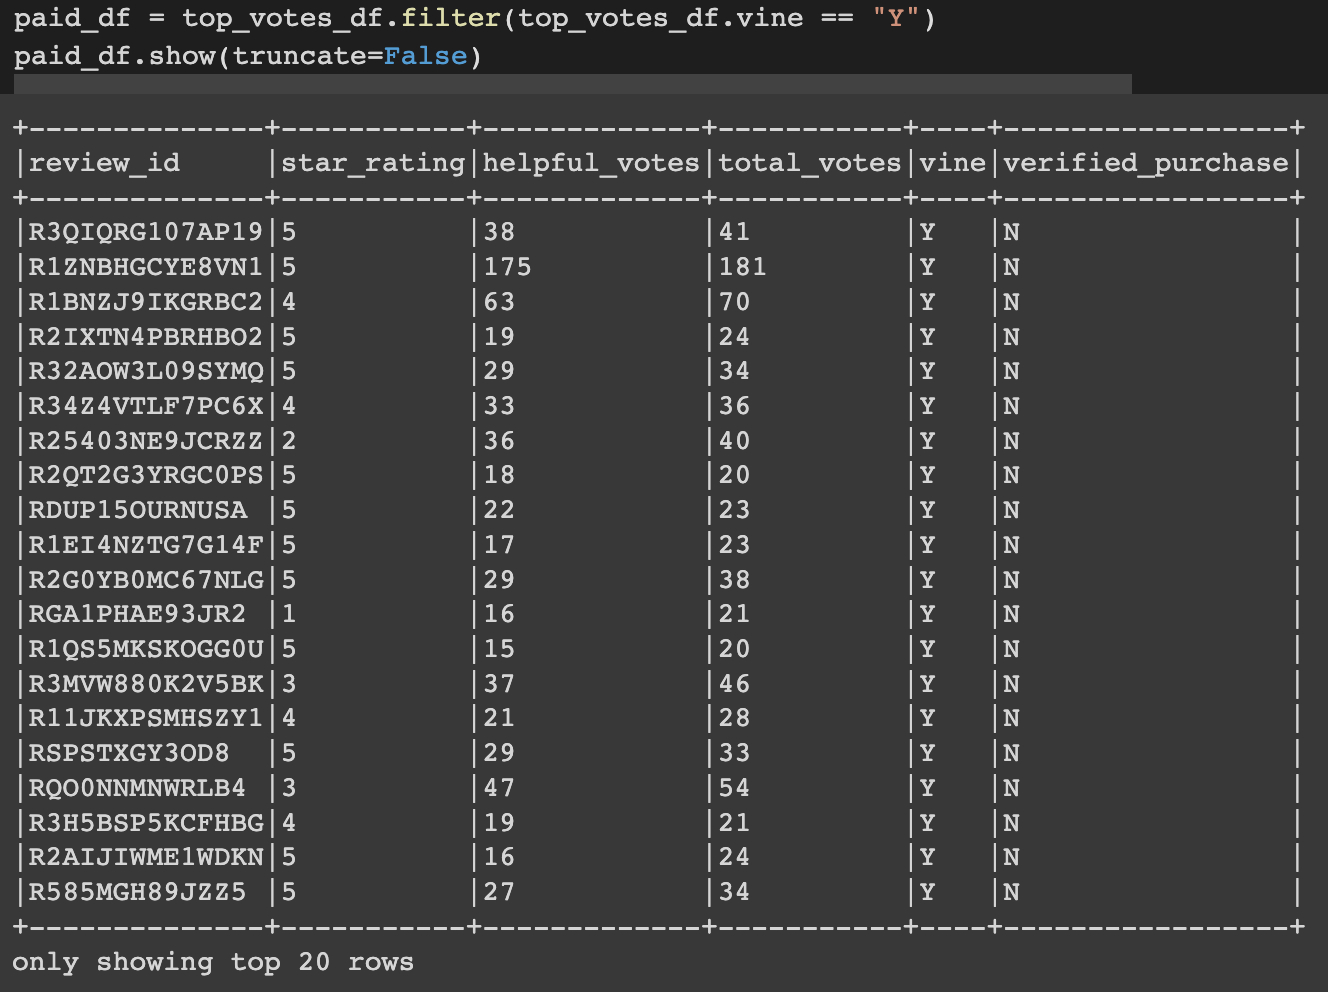 paid_df = top_votes_df.filter(top_votes_df.vine == "Y")
paid_df.show(truncate=False)
+--------------+-----------+-------------+-----------+----+-----------------+
|review_id     |star_rating|helpful_votes|total_votes|vine|verified_purchase|
+--------------+-----------+-------------+-----------+----+-----------------+
|R3QIQRG107AP19|5          |38           |41         |Y   |N                |
|R1ZNBHGCYE8VN1|5          |175          |181        |Y   |N                |
|R1BNZJ9IKGRBC2|4          |63           |70         |Y   |N                |
|R2IXTN4PBRHBO2|5          |19           |24         |Y   |N                |
|R32AOW3L09SYMQ|5          |29           |34         |Y   |N                |
|R34Z4VTLF7PC6X|4          |33           |36         |Y   |N                |
|R25403NE9JCRZZ|2          |36           |40         |Y   |N                |
|R2QT2G3YRGC0PS|5          |18           |20         |Y   |N                |
|RDUP15OURNUSA |5          |22           |23         |Y   |N                |
|R1EI4NZTG7G14F|5          |17           |23         |Y   |N                |
|R2G0YB0MC67NLG|5          |29           |38         |Y   |N                |
|RGA1PHAE93JR2 |1          |16           |21         |Y   |N                |
|R1QS5MKSKOGG0U|5          |15           |20         |Y   |N                |
|R3MVW880K2V5BK|3          |37           |46         |Y   |N                |
|R11JKXPSMHSZY1|4          |21           |28         |Y   |N                |
|RSPSTXGY3OD8  |5          |29           |33         |Y   |N                |
|RQO0NNMNWRLB4 |3          |47           |54         |Y   |N                |
|R3H5BSP5KCFHBG|4          |19           |21         |Y   |N                |
|R2AIJIWME1WDKN|5          |16           |24         |Y   |N                |
|R585MGH89JZZ5 |5          |27           |34         |Y   |N                |
+--------------+-----------+-------------+-----------+----+-----------------+
only showing top 20 rows